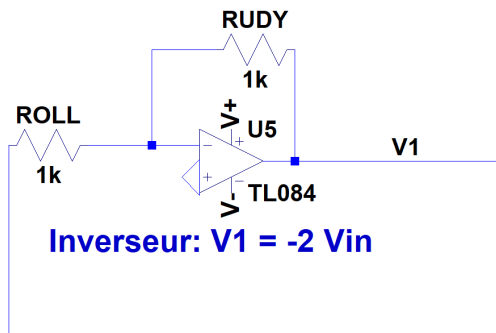 RUDY
1k
ROLL
1k
V+
U5
V1
V-
TL084
Inverseur: V1 = -2 Vin